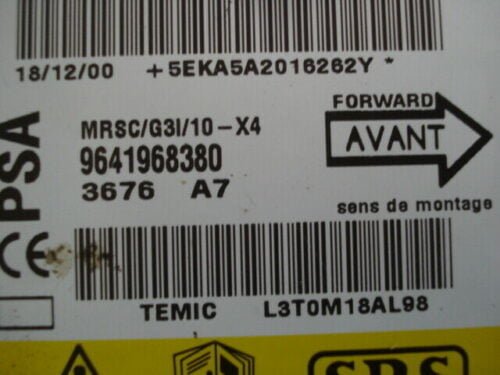 18/12/00 +5EKA5A2016262Y *
PSA
MRSC/G3I/10-X4
9641968380
3676 A7
FORWARD
AVANT
sens de montage
CE
TEMIC L3T0M18AL98
SRS